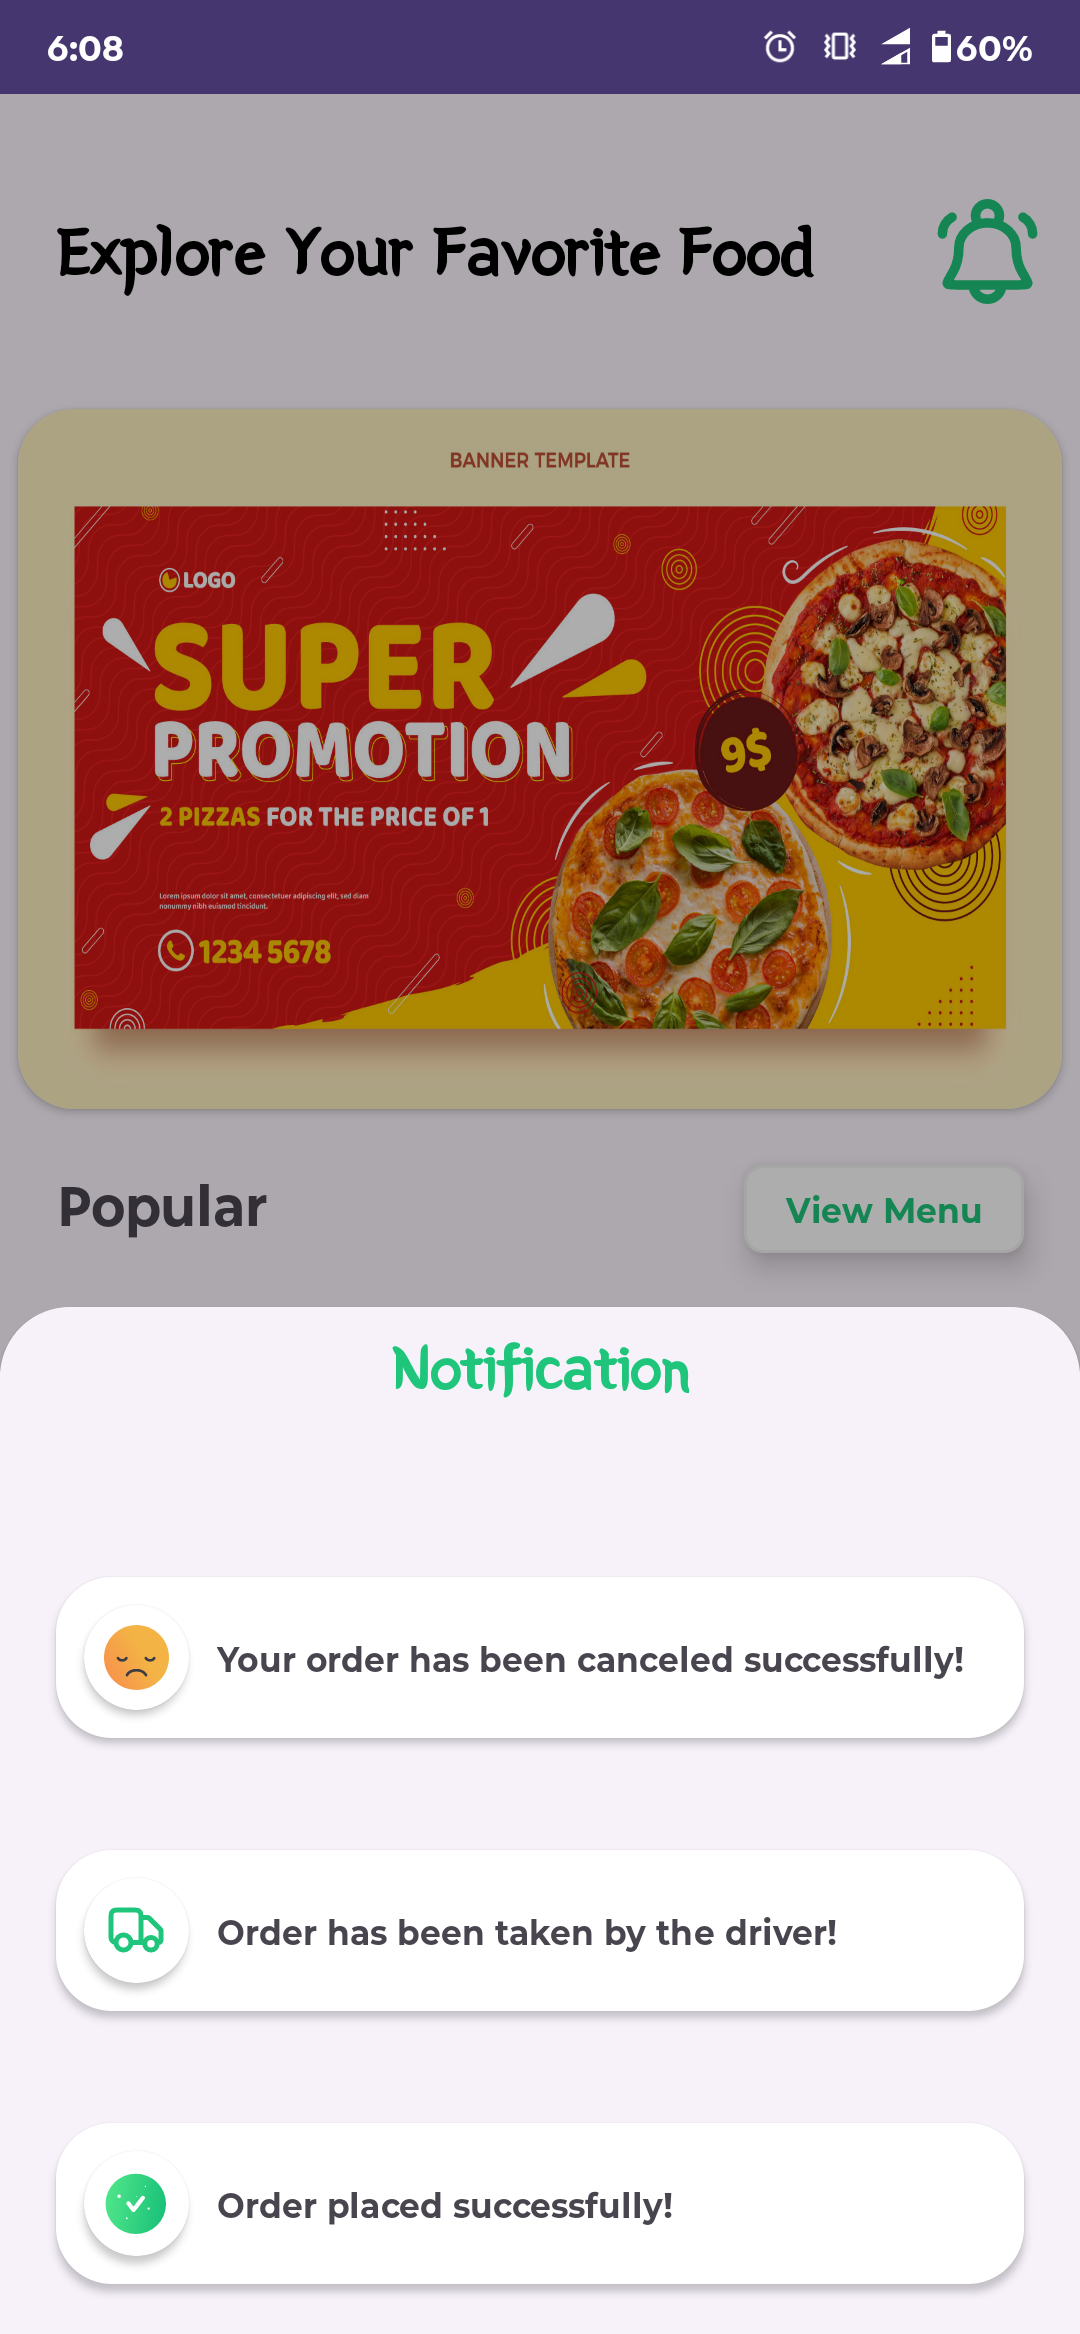 6:08
60%
Explore Your Favorite Food
BANNER TEMPLATE
LOGO
SUPER
PROMOTION
9$
2 PIZZAS FOR THE PRICE OF 1
Lorem ipsum dolor sit amet, consectetuer adipiscing elit, sed diam
nonummy nibh euismod tincidunt.
1234 5678
Popular
View Menu
Notification
Your order has been canceled successfully!
Order has been taken by the driver!
Order placed successfully!